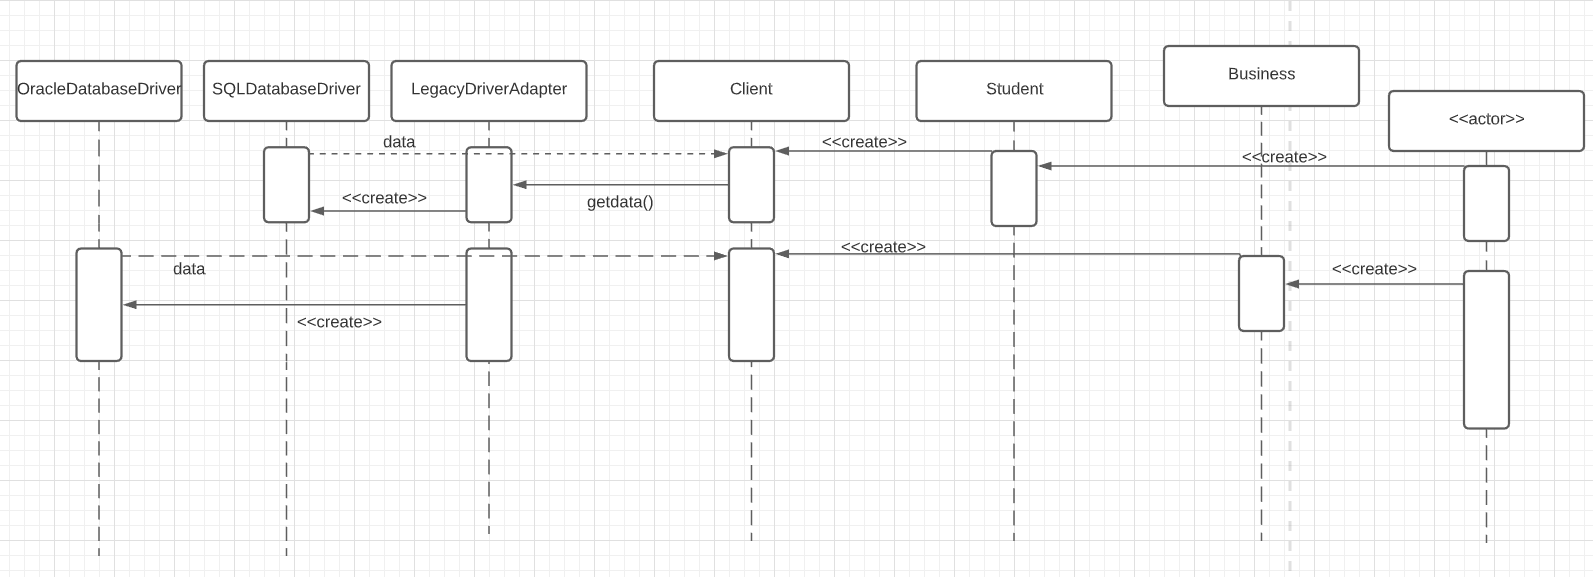 OracleDatabaseDriver
SQLDatabaseDriver
LegacyDriverAdapter
Client
Student
Business
<<actor>>
data
<<create>>
<<create>>
<<create>>
getdata()
data
<<create>>
<<create>>
<<create>>